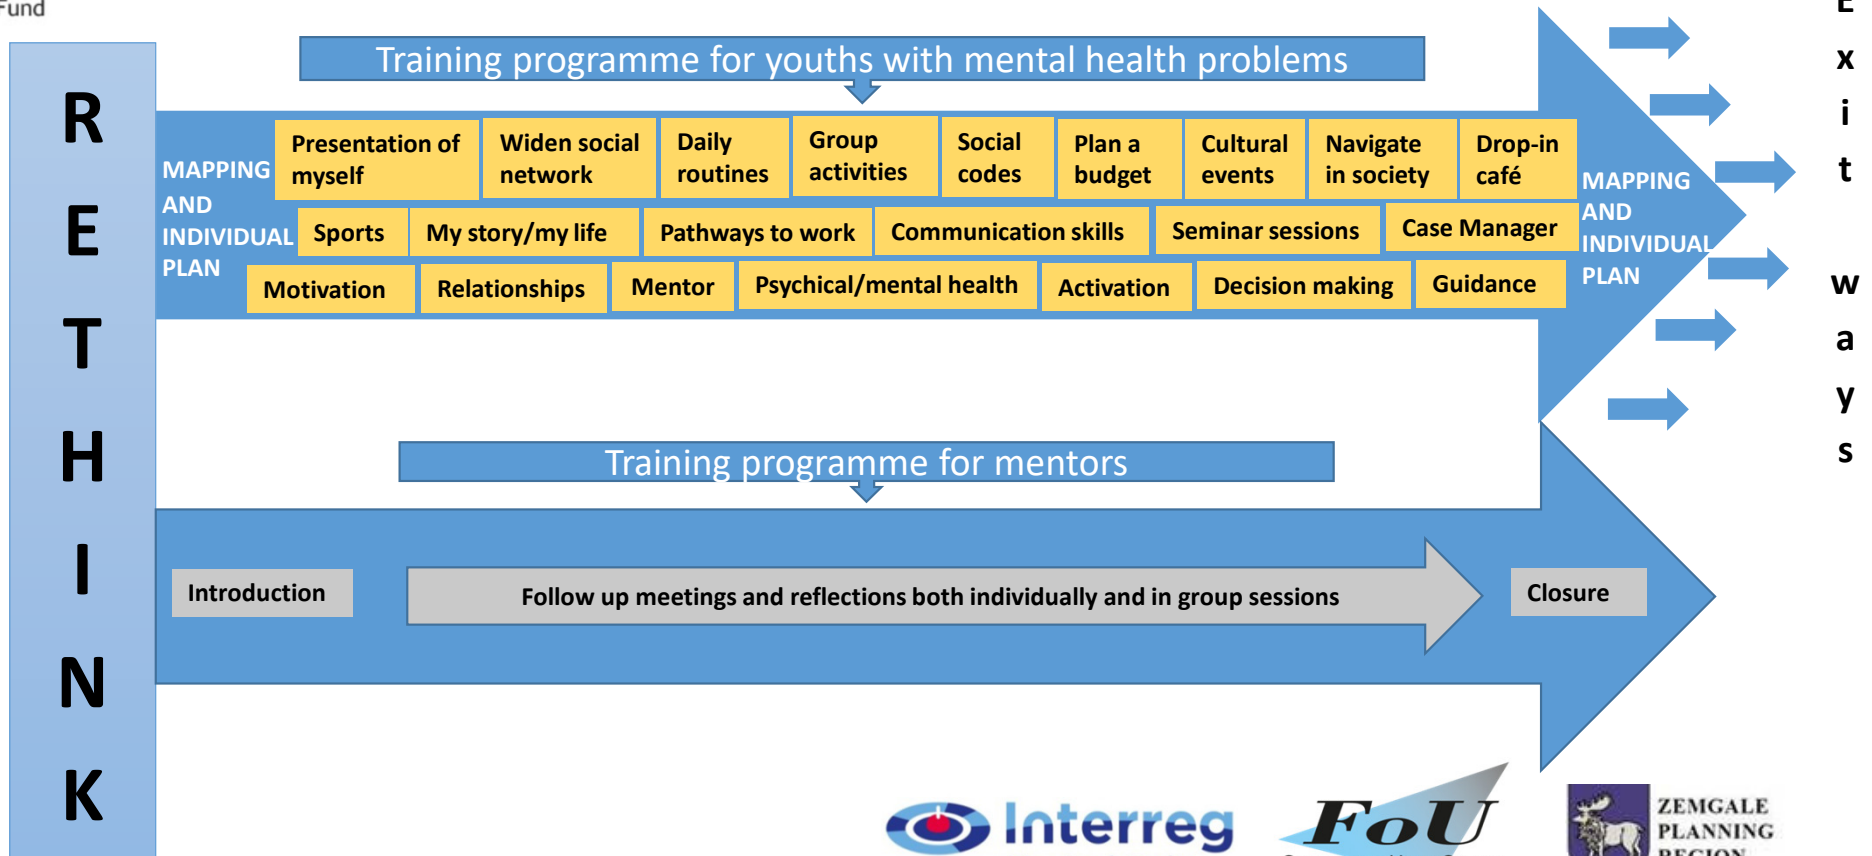 Fund
R
E
T
H
I
N
K
Training programme for youths with mental health problems
MAPPING
AND
INDIVIDUAL
PLAN
Presentation of
myself
Widen social
network
Daily
routines
Group
activities
Social
codes
Plan a
budget
Cultural
events
Navigate
in society
Drop-in
café
Sports
My story/my life
Pathways to work
Communication skills
Seminar sessions
Case Manager
Motivation
Relationships
Mentor
Psychical/mental health
Activation
Decision making
Guidance
MAPPING
AND
INDIVIDUAL
PLAN
E
x
i
t
w
a
y
s
Training programme for mentors
Introduction
Follow up meetings and reflections both individually and in group sessions
Closure
Interreg
FoU
ZEMGALE
PLANNING
REGION